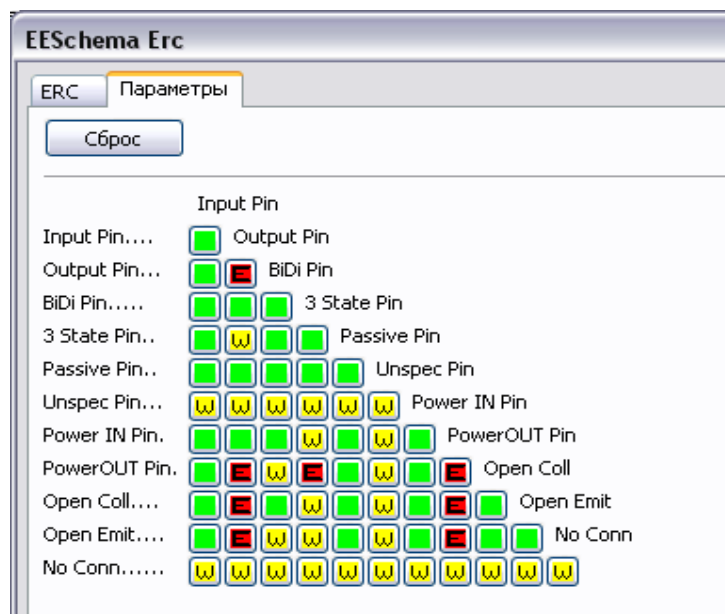 EESchema Erc
ERC Параметры
Сброс
Input Pin
Input Pin.... Output Pin
Output Pin... E BiDi Pin
BiDi Pin..... 3 State Pin
3 State Pin.. W Passive Pin
Passive Pin.. Unspec Pin
Unspec Pin... W W W W W W Power IN Pin
Power IN Pin. W W PowerOUT Pin
PowerOUT Pin. E W E W E Open Coll
Open Coll.... E W W E Open Emit
Open Emit.... E W W W E No Conn
No Conn...... W W W W W W W W W W W